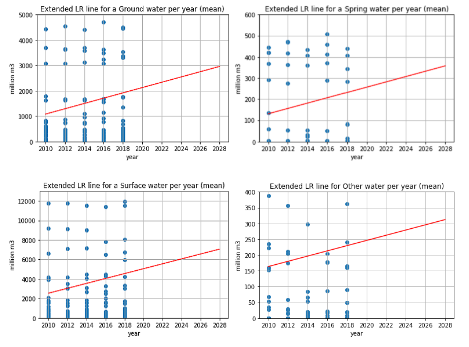 Extended LR line for a Ground water per year (mean)
5000
4000
3000
2000
1000
0
million m3
2010 2012 2014 2016 2018 2020 2022 2024 2026 2028
year
Extended LR line for a Spring water per year (mean)
600
500
400
300
200
100
0
million m3
2010 2012 2014 2016 2018 2020 2022 2024 2026 2028
year
Extended LR line for a Surface water per year (mean)
12000
10000
8000
6000
4000
2000
0
million m3
2010 2012 2014 2016 2018 2020 2022 2024 2026 2028
year
Extended LR line for Other water per year (mean)
400
350
300
250
200
150
100
50
0
million m3
2010 2012 2014 2016 2018 2020 2022 2024 2026 2028
year